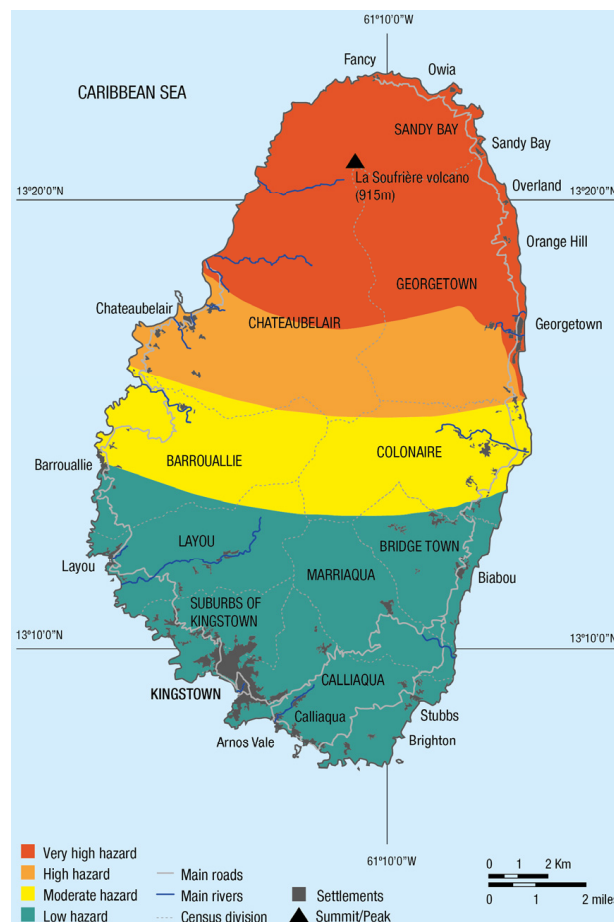 61°10'0"W
Fancy
Owia
CARIBBEAN SEA
SANDY BAY
Sandy Bay
La Soufrière volcano
(915m)
Overland
13°20'0"N
13°20'0"N
Orange Hill
GEORGETOWN
Chateaubelair
CHATEAUBELAIR
Georgetown
BARROUALLIE
COLONAIRE
Barrouallie
LAYOU
BRIDGE TOWN
Layou
MARRIAQUA
Biabou
SUBURBS OF
KINGSTOWN
13°10'0"N
13°10'0"N
CALLIAQUA
KINGSTOWN
Calliaqua
Stubbs
Arnos Vale
Brighton
61°10'0"W
Very high hazard
High hazard
Moderate hazard
Low hazard
Main roads
Main rivers
Census division
Settlements
Summit/Peak
0 1 2 Km
0 1 2 miles